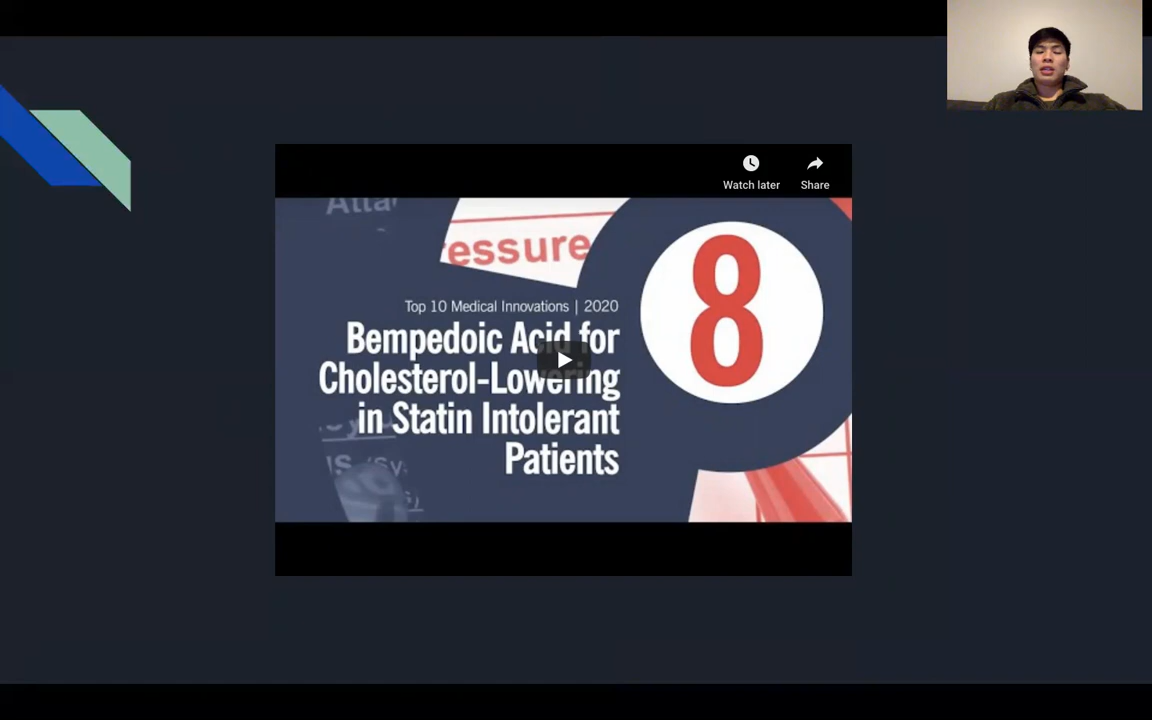 Watch later
Share
ressure
Top 10 Medical Innovations | 2020
8
Bempedoic Acid for
Cholesterol-Lowering
in Statin Intolerant
Patients